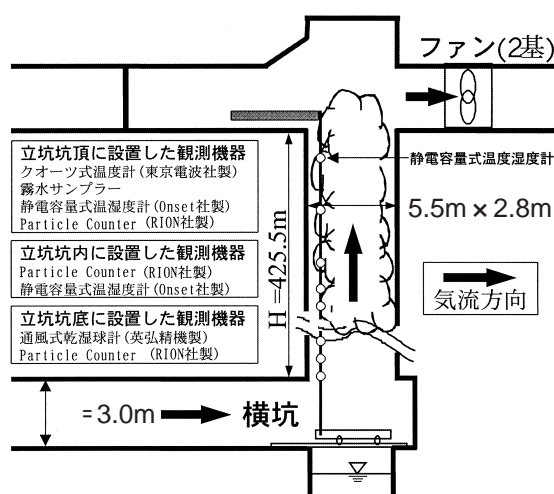 ファン(2基)
立坑坑頂に設置した観測機器
クオーツ式温度計(東京電波社製)
霧水サンプラー
静電容量式温湿度計(Onset社製)
Particle Counter (RION社製)
静電容量式温度湿度計
5.5m × 2.8m
立坑坑内に設置した観測機器
Particle Counter (RION社製)
静電容量式温湿度計(Onset社製)
H =425.5m
気流方向
立坑坑底に設置した観測機器
通風式乾湿球計(英弘精機製)
Particle Counter (RION社製)
= 3.0m
横坑